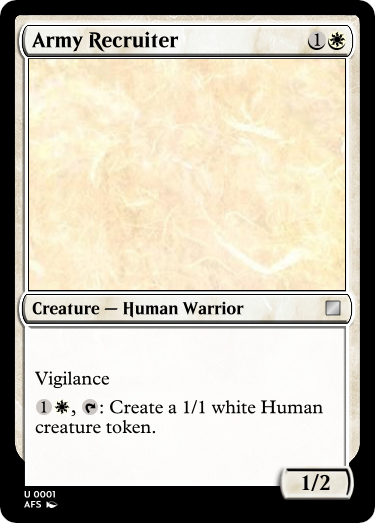 Army Recruiter 1
Creature — Human Warrior
Vigilance
1, : Create a 1/1 white Human
creature token.
1/2
U 0001
AFS